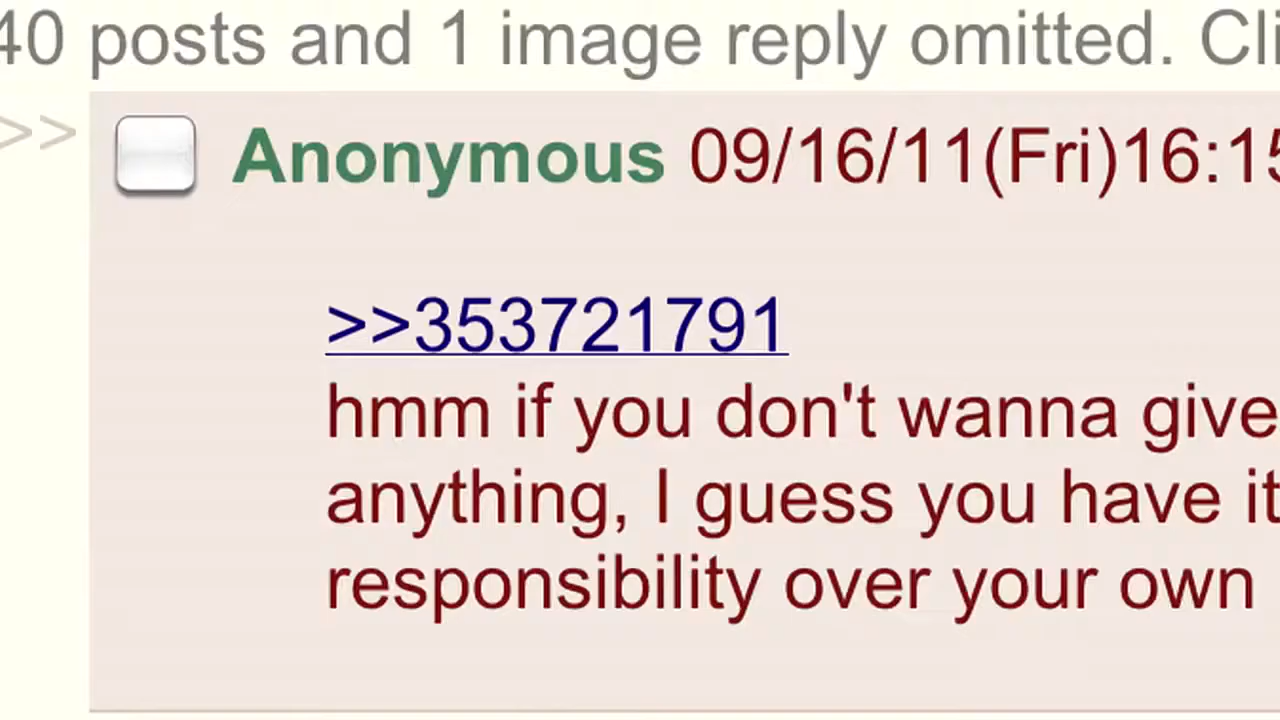 40 posts and 1 image reply omitted. Cli
>> Anonymous 09/16/11(Fri)16:15
>>353721791
hmm if you don't wanna give
anything, I guess you have it
responsibility over your own